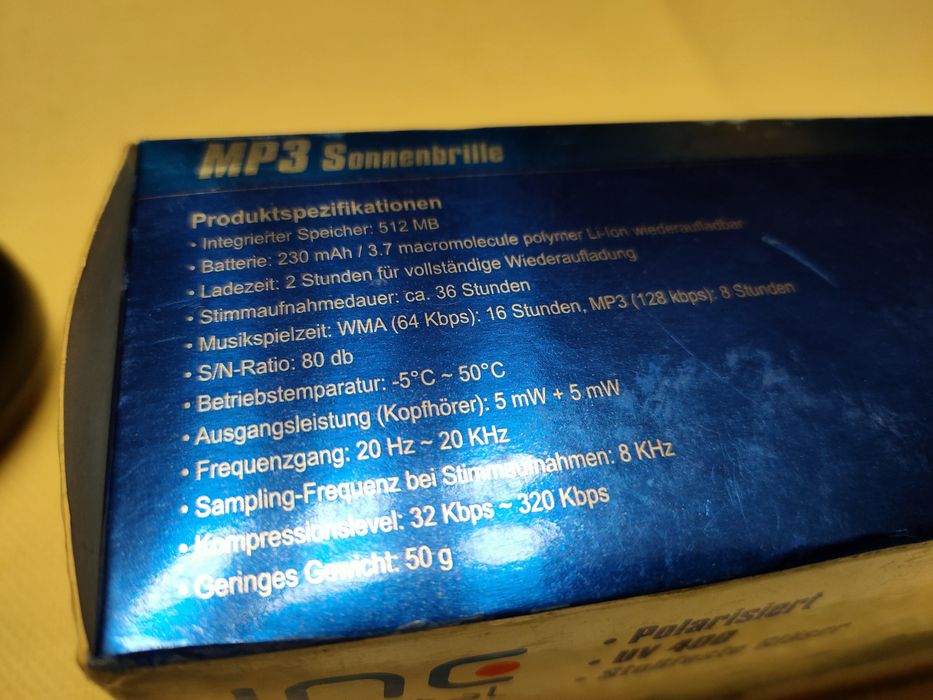 MP3 Sonnenbrille
Produktspezifikationen
• Integrierter Speicher: 512 MB
• Batterie: 230 mAh / 3.7 macromolecule polymer Li-Ion wiederaufladbar
• Ladezeit: 2 Stunden für vollständige Wiederaufladung
• Stimmaufnahmedauer: ca. 36 Stunden
• Musikspielzeit: WMA (64 Kbps): 16 Stunden, MP3 (128 kbps): 8 Stunden
• S/N-Ratio: 80 db
• Betriebstemparatur: -5°C ~ 50°C
• Ausgangsleistung (Kopfhörer): 5 mW + 5 mW
• Frequenzgang: 20 Hz ~ 20 KHz
• Sampling-Frequenz bei Stimmaufnahmen: 8 KHz
• Kompressionslevel: 32 Kbps ~ 320 Kbps
• Geringes Gewicht: 50 g
• Polarisiert
• UV 400